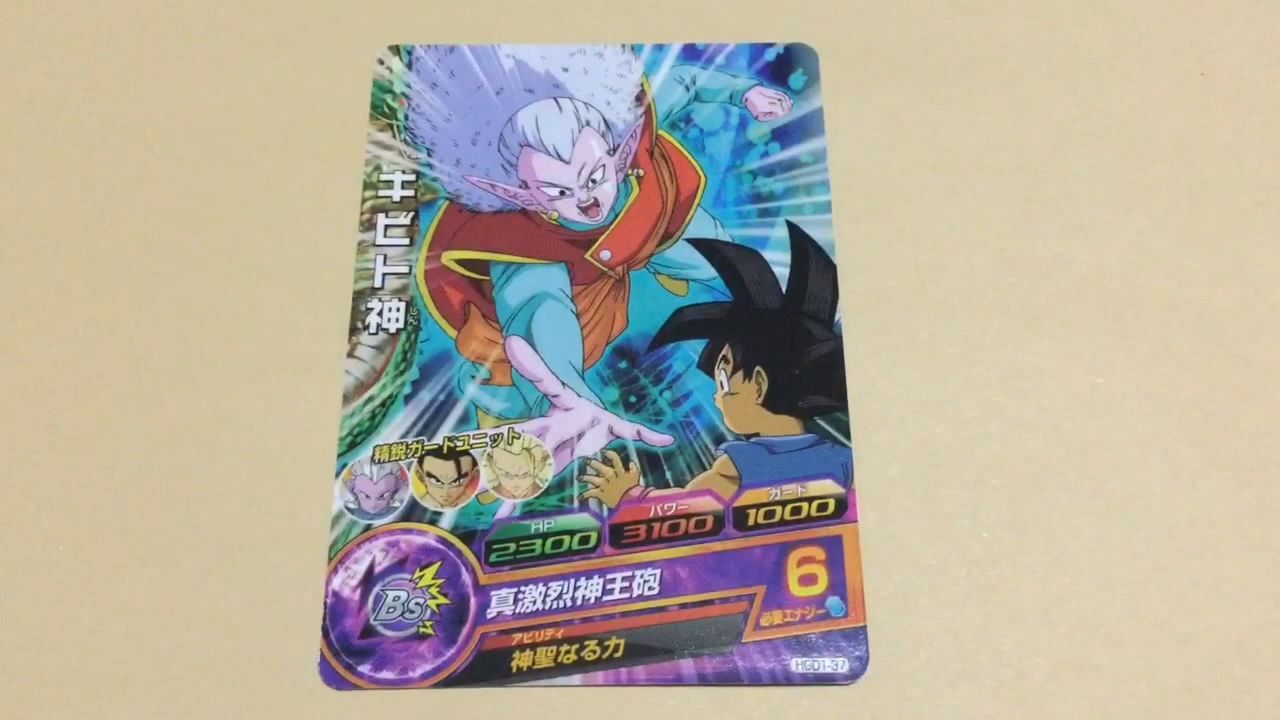 キビト神
じん
精鋭ガードユニット
HP
2300
パワー
3100
ガード
1000
Bs
真激烈神王砲
6
必要エナジー
アビリティ
神聖なる力
HGD1-37